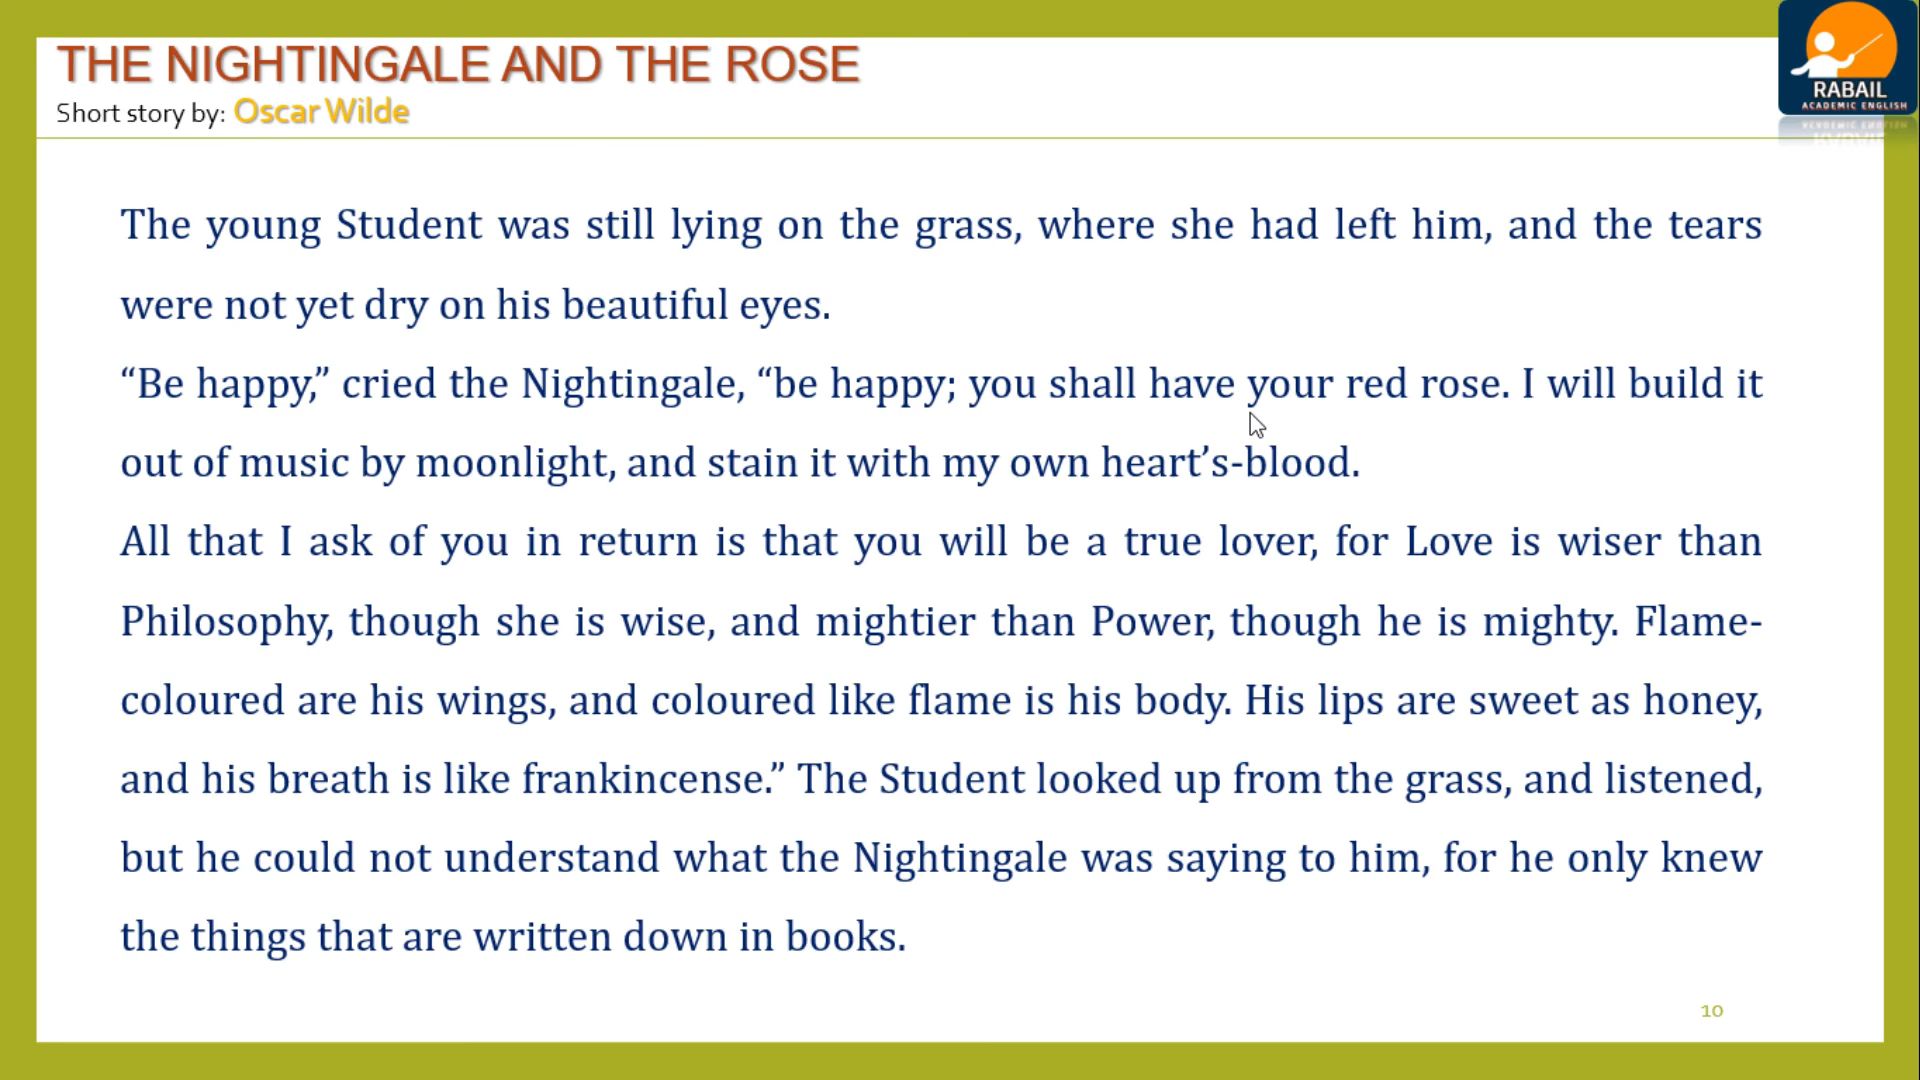 THE NIGHTINGALE AND THE ROSE
Short story by: Oscar Wilde
RABAIL
ACADEMIC ENGLISH
The young Student was still lying on the grass, where she had left him, and the tears
were not yet dry on his beautiful eyes.
“Be happy,” cried the Nightingale, “be happy; you shall have your red rose. I will build it
out of music by moonlight, and stain it with my own heart’s-blood.
All that I ask of you in return is that you will be a true lover, for Love is wiser than
Philosophy, though she is wise, and mightier than Power, though he is mighty. Flame-
coloured are his wings, and coloured like flame is his body. His lips are sweet as honey,
and his breath is like frankincense.” The Student looked up from the grass, and listened,
but he could not understand what the Nightingale was saying to him, for he only knew
the things that are written down in books.
10